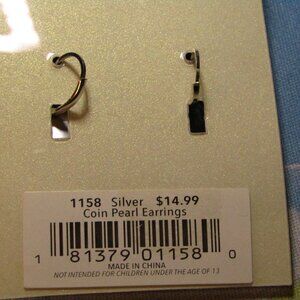 1158 Silver $14.99
Coin Pearl Earrings
1 81379 01158 0
MADE IN CHINA
NOT INTENDED FOR CHILDREN UNDER THE AGE OF 13